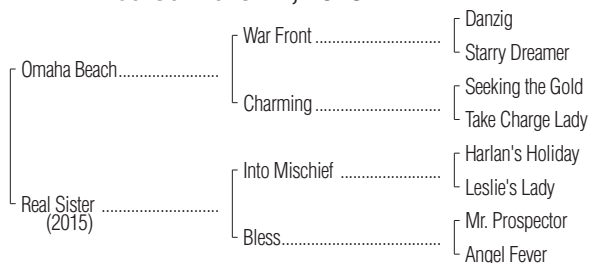 Danzig
War Front ........................................
Starry Dreamer
Omaha Beach................................
Seeking the Gold
Charming ........................................
Take Charge Lady
Harlan's Holiday
Into Mischief ................................
Leslie's Lady
Real Sister ......................................
(2015)
Mr. Prospector
Bless................................................
Angel Fever